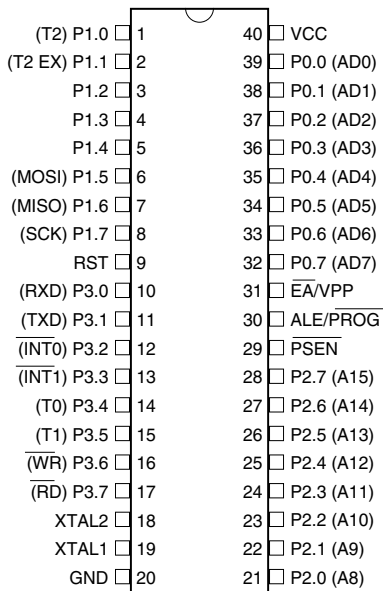 (T2) P1.0 1 40 VCC
(T2 EX) P1.1 2 39 P0.0 (AD0)
P1.2 3 38 P0.1 (AD1)
P1.3 4 37 P0.2 (AD2)
P1.4 5 36 P0.3 (AD3)
(MOSI) P1.5 6 35 P0.4 (AD4)
(MISO) P1.6 7 34 P0.5 (AD5)
(SCK) P1.7 8 33 P0.6 (AD6)
RST 9 32 P0.7 (AD7)
(RXD) P3.0 10 31 EA/VPP
(TXD) P3.1 11 30 ALE/PROG
(INT0) P3.2 12 29 PSEN
(INT1) P3.3 13 28 P2.7 (A15)
(T0) P3.4 14 27 P2.6 (A14)
(T1) P3.5 15 26 P2.5 (A13)
(WR) P3.6 16 25 P2.4 (A12)
(RD) P3.7 17 24 P2.3 (A11)
XTAL2 18 23 P2.2 (A10)
XTAL1 19 22 P2.1 (A9)
GND 20 21 P2.0 (A8)